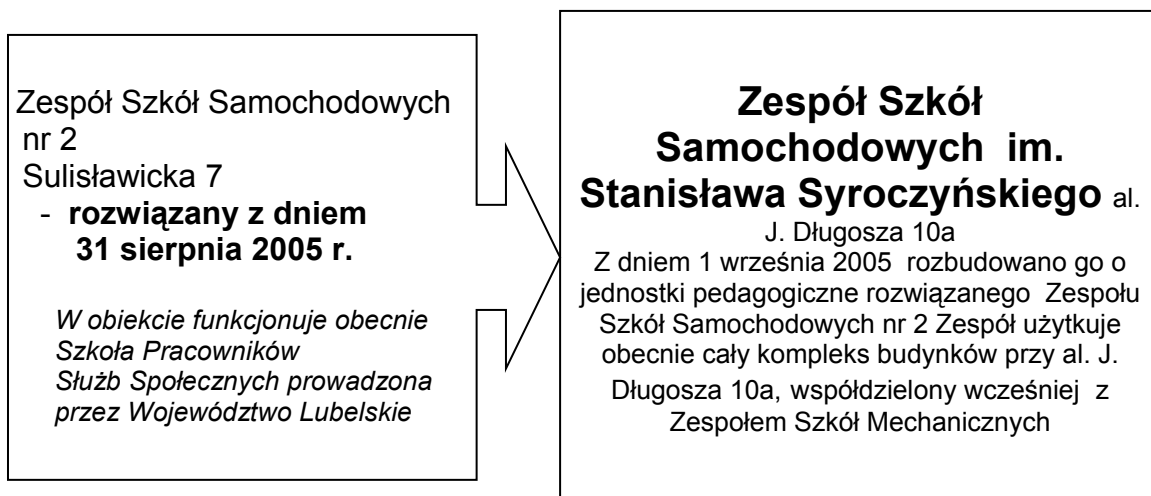 Zespół Szkół Samochodowych
nr 2
Sulisławicka 7
- rozwiązany z dniem
31 sierpnia 2005 r.
W obiekcie funkcjonuje obecnie
Szkoła Pracowników
Służb Społecznych prowadzona
przez Województwo Lubelskie
Zespół Szkół
Samochodowych im.
Stanisława Syroczyńskiego al.
J. Długosza 10a
Z dniem 1 września 2005 rozbudowano go o
jednostki pedagogiczne rozwiązanego Zespołu
Szkół Samochodowych nr 2 Zespół użytkuje
obecnie cały kompleks budynków przy al. J.
Długosza 10a, współdzielony wcześniej z
Zespołem Szkół Mechanicznych